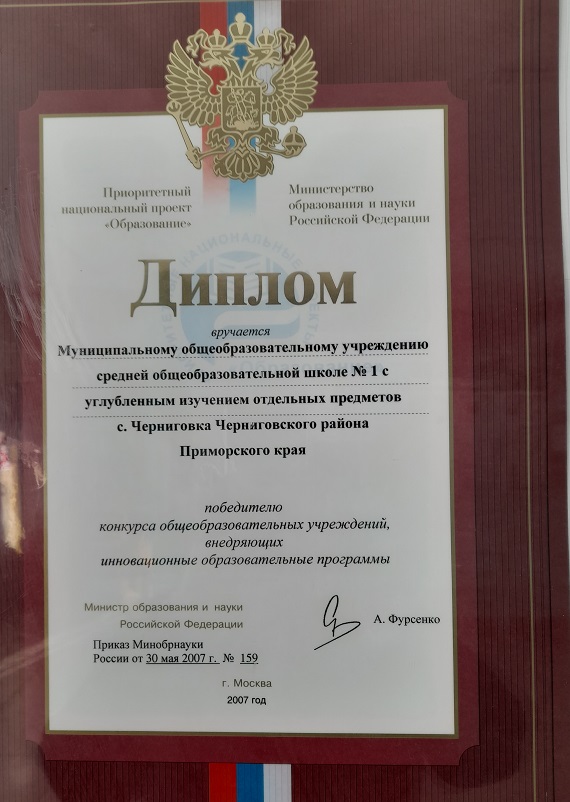 Приоритетный
национальный проект
«Образование»
Министерство
образования и науки
Российской Федерации
Диплом
вручается
Муниципальному общеобразовательному учреждению
средней общеобразовательной школе № 1 с
углубленным изучением отдельных предметов
с. Черниговка Черниговского района
Приморского края
победителю
конкурса общеобразовательных учреждений,
внедряющих
инновационные образовательные программы
Министр образования и науки
Российской Федерации
А. Фурсенко
Приказ Минобрнауки
России от 30 мая 2007 г. № 159
г. Москва
2007 год